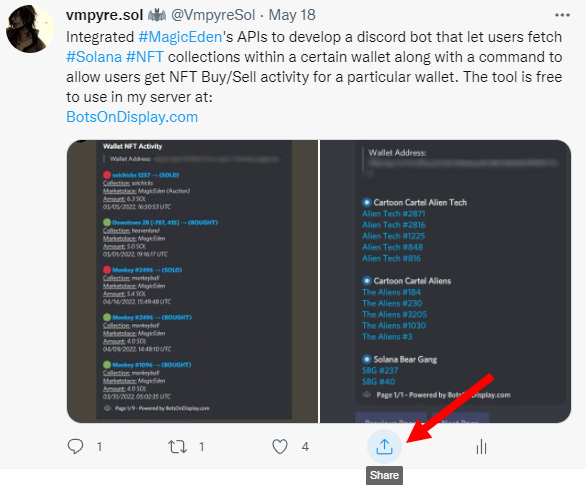 vmpyre.sol 🦇 @VmpyreSol · May 18
Integrated #MagicEden's APIs to develop a discord bot that let users fetch
#Solana #NFT collections within a certain wallet along with a command to
allow users get NFT Buy/Sell activity for a particular wallet. The tool is free
to use in my server at:
BotsOnDisplay.com
Wallet NFT Activity
Wallet Address:
solchicks 1257 → (SOLD)
Collection: solchicks
Marketplace: MagicEden (Auction)
Amount: 6.3 SOL
05/05/2022, 16:50:53 UTC
Downtown 28 [-787, 415] → (BOUGHT)
Collection: heavenland
Marketplace: MagicEden
Amount: 5.0 SOL
05/01/2022, 19:16:17 UTC
Monkey #2496 → (SOLD)
Collection: monkeyball
Marketplace: MagicEden
Amount: 5.4 SOL
04/14/2022, 15:49:48 UTC
Monkey #2496 → (BOUGHT)
Collection: monkeyball
Marketplace: MagicEden
Amount: 4.0 SOL
04/09/2022, 14:48:10 UTC
Monkey #1096 → (BOUGHT)
Collection: monkeyball
Marketplace: MagicEden
Amount: 4.0 SOL
03/31/2022, 05:02:35 UTC
Page 1/9 - Powered by BotsOnDisplay.com
Wallet Address:
Cartoon Cartel Alien Tech
Alien Tech #2871
Alien Tech #2816
Alien Tech #1225
Alien Tech #848
Alien Tech #816
Cartoon Cartel Aliens
The Aliens #184
The Aliens #230
The Aliens #3205
The Aliens #1030
The Aliens #3
Solana Bear Gang
SBG #237
SBG #40
Page 1/1 - Powered by BotsOnDisplay.com
Previous Page Next Page
1 1 4
Share